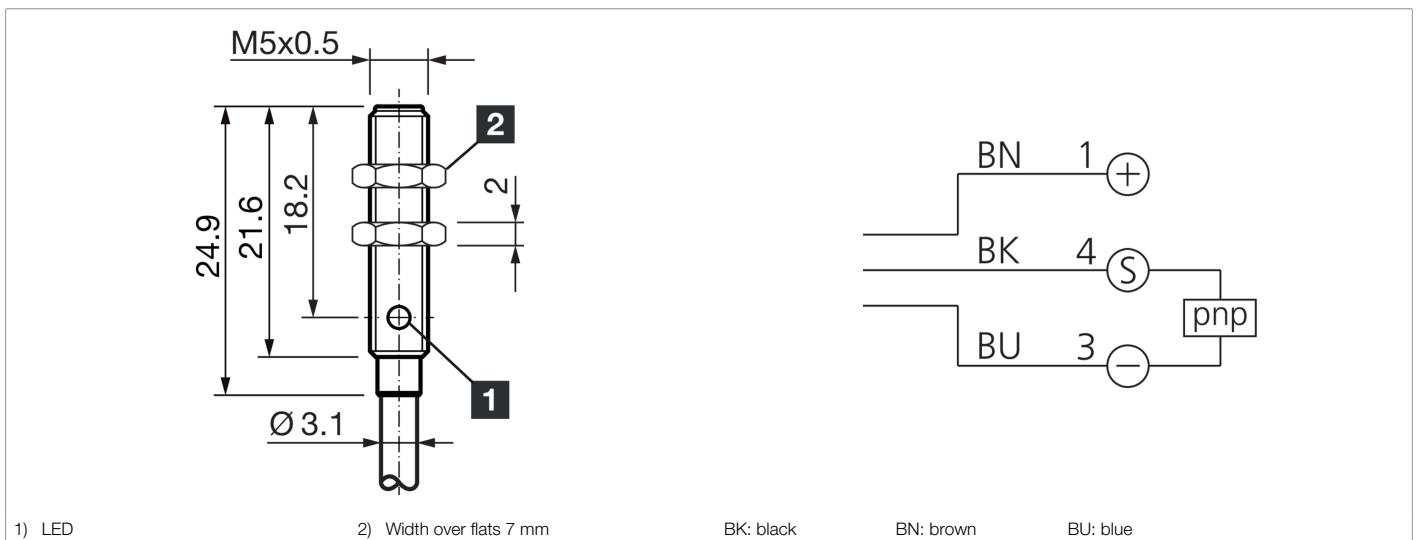 M5x0.5
2
2
18.2
21.6
24.9
1
Ø 3.1
BN 1
+
BK 4
S
pnp
BU 3
−
1) LED
2) Width over flats 7 mm
BK: black
BN: brown
BU: blue